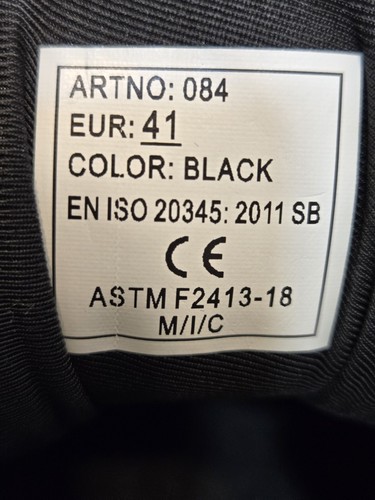 ARTNO: 084
EUR: 41
COLOR: BLACK
EN ISO 20345: 2011 SB
CE
ASTM F2413-18
M/I/C